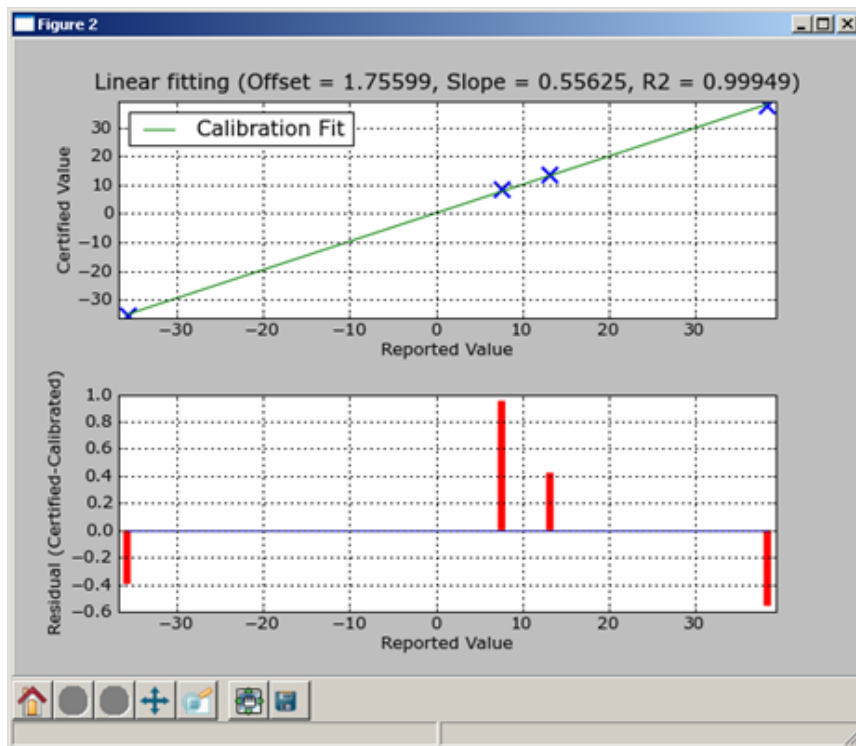 Figure 2
Linear fitting (Offset = 1.75599, Slope = 0.55625, R2 = 0.99949)
Calibration Fit
Certified Value
30
20
10
0
−10
−20
−30
−30 −20 −10 0 10 20 30
Reported Value
Residual (Certified-Calibrated)
1.0
0.8
0.6
0.4
0.2
0.0
−0.2
−0.4
−0.6
−30 −20 −10 0 10 20 30
Reported Value